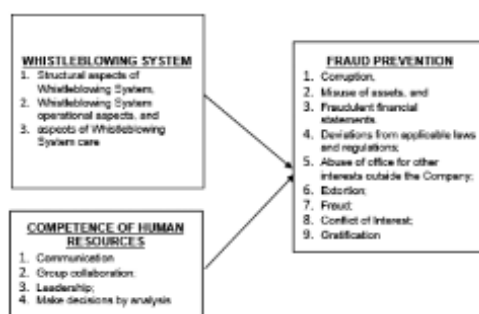 WHISTLEBLOWING SYSTEM
1. Structural aspects of
Whistleblowing System,
2. Whistleblowing System
operational aspects, and
3. aspects of Whistleblowing
System care
COMPETENCE OF HUMAN
RESOURCES
1. Communication
2. Group collaboration;
3. Leadership;
4. Make decisions by analysis
FRAUD PREVENTION
1. Corruption,
2. Misuse of assets, and
3. Fraudulent financial
statements.
4. Deviations from applicable laws
and regulations;
5. Abuse of office for other
interests outside the Company;
6. Extortion;
7. Fraud;
8. Conflict of Interest;
9. Gratification